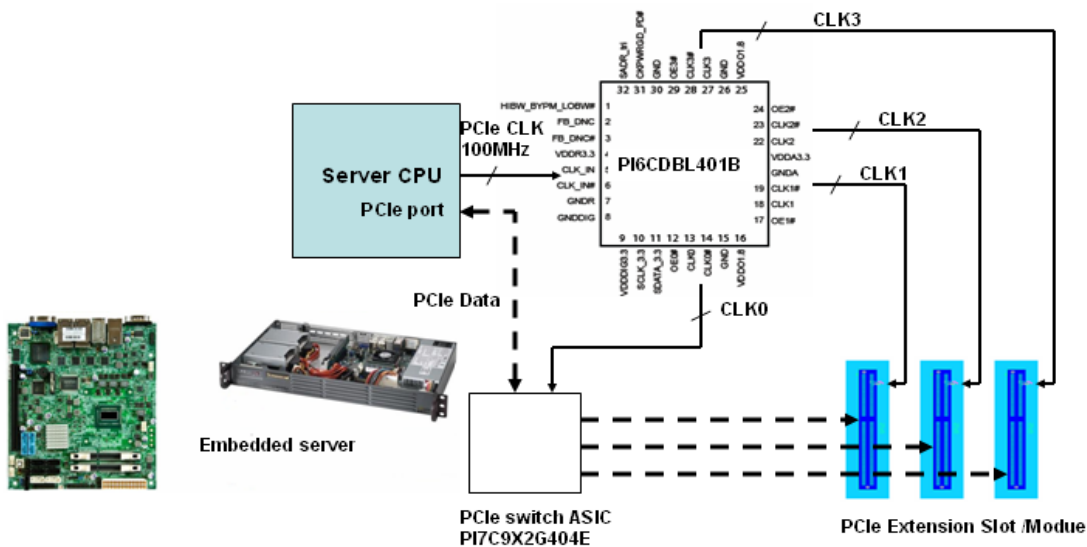 CLK3
SADR_tri
CKPWRGD_PD#
GND
OE3#
CLK3#
CLK3
GND
VDDO1.8
32 31 30 29 28 27 26 25
HIBW_BYPM_LOBW# 1
FB_DNC 2
FB_DNC# 3
VDDR3.3 4
CLK_IN 5
CLK_IN# 6
GNDR 7
GNDDIG 8
PCIe CLK
100MHz
Server CPU
PCIe port
PI6CDBL401B
24 OE2#
23 CLK2#
22 CLK2
VDDA3.3
GNDA
19 CLK1#
18 CLK1
17 OE1#
CLK2
CLK1
9 10 11 12 13 14 15 16
VDDDIG3.3
SCLK_3.3
SDATA_3.3
OE0#
CLK0
CLK0#
GND
VDDO1.8
PCIe Data
CLK0
Embedded server
PCIe switch ASIC
PI7C9X2G404E
PCIe Extension Slot /Modue